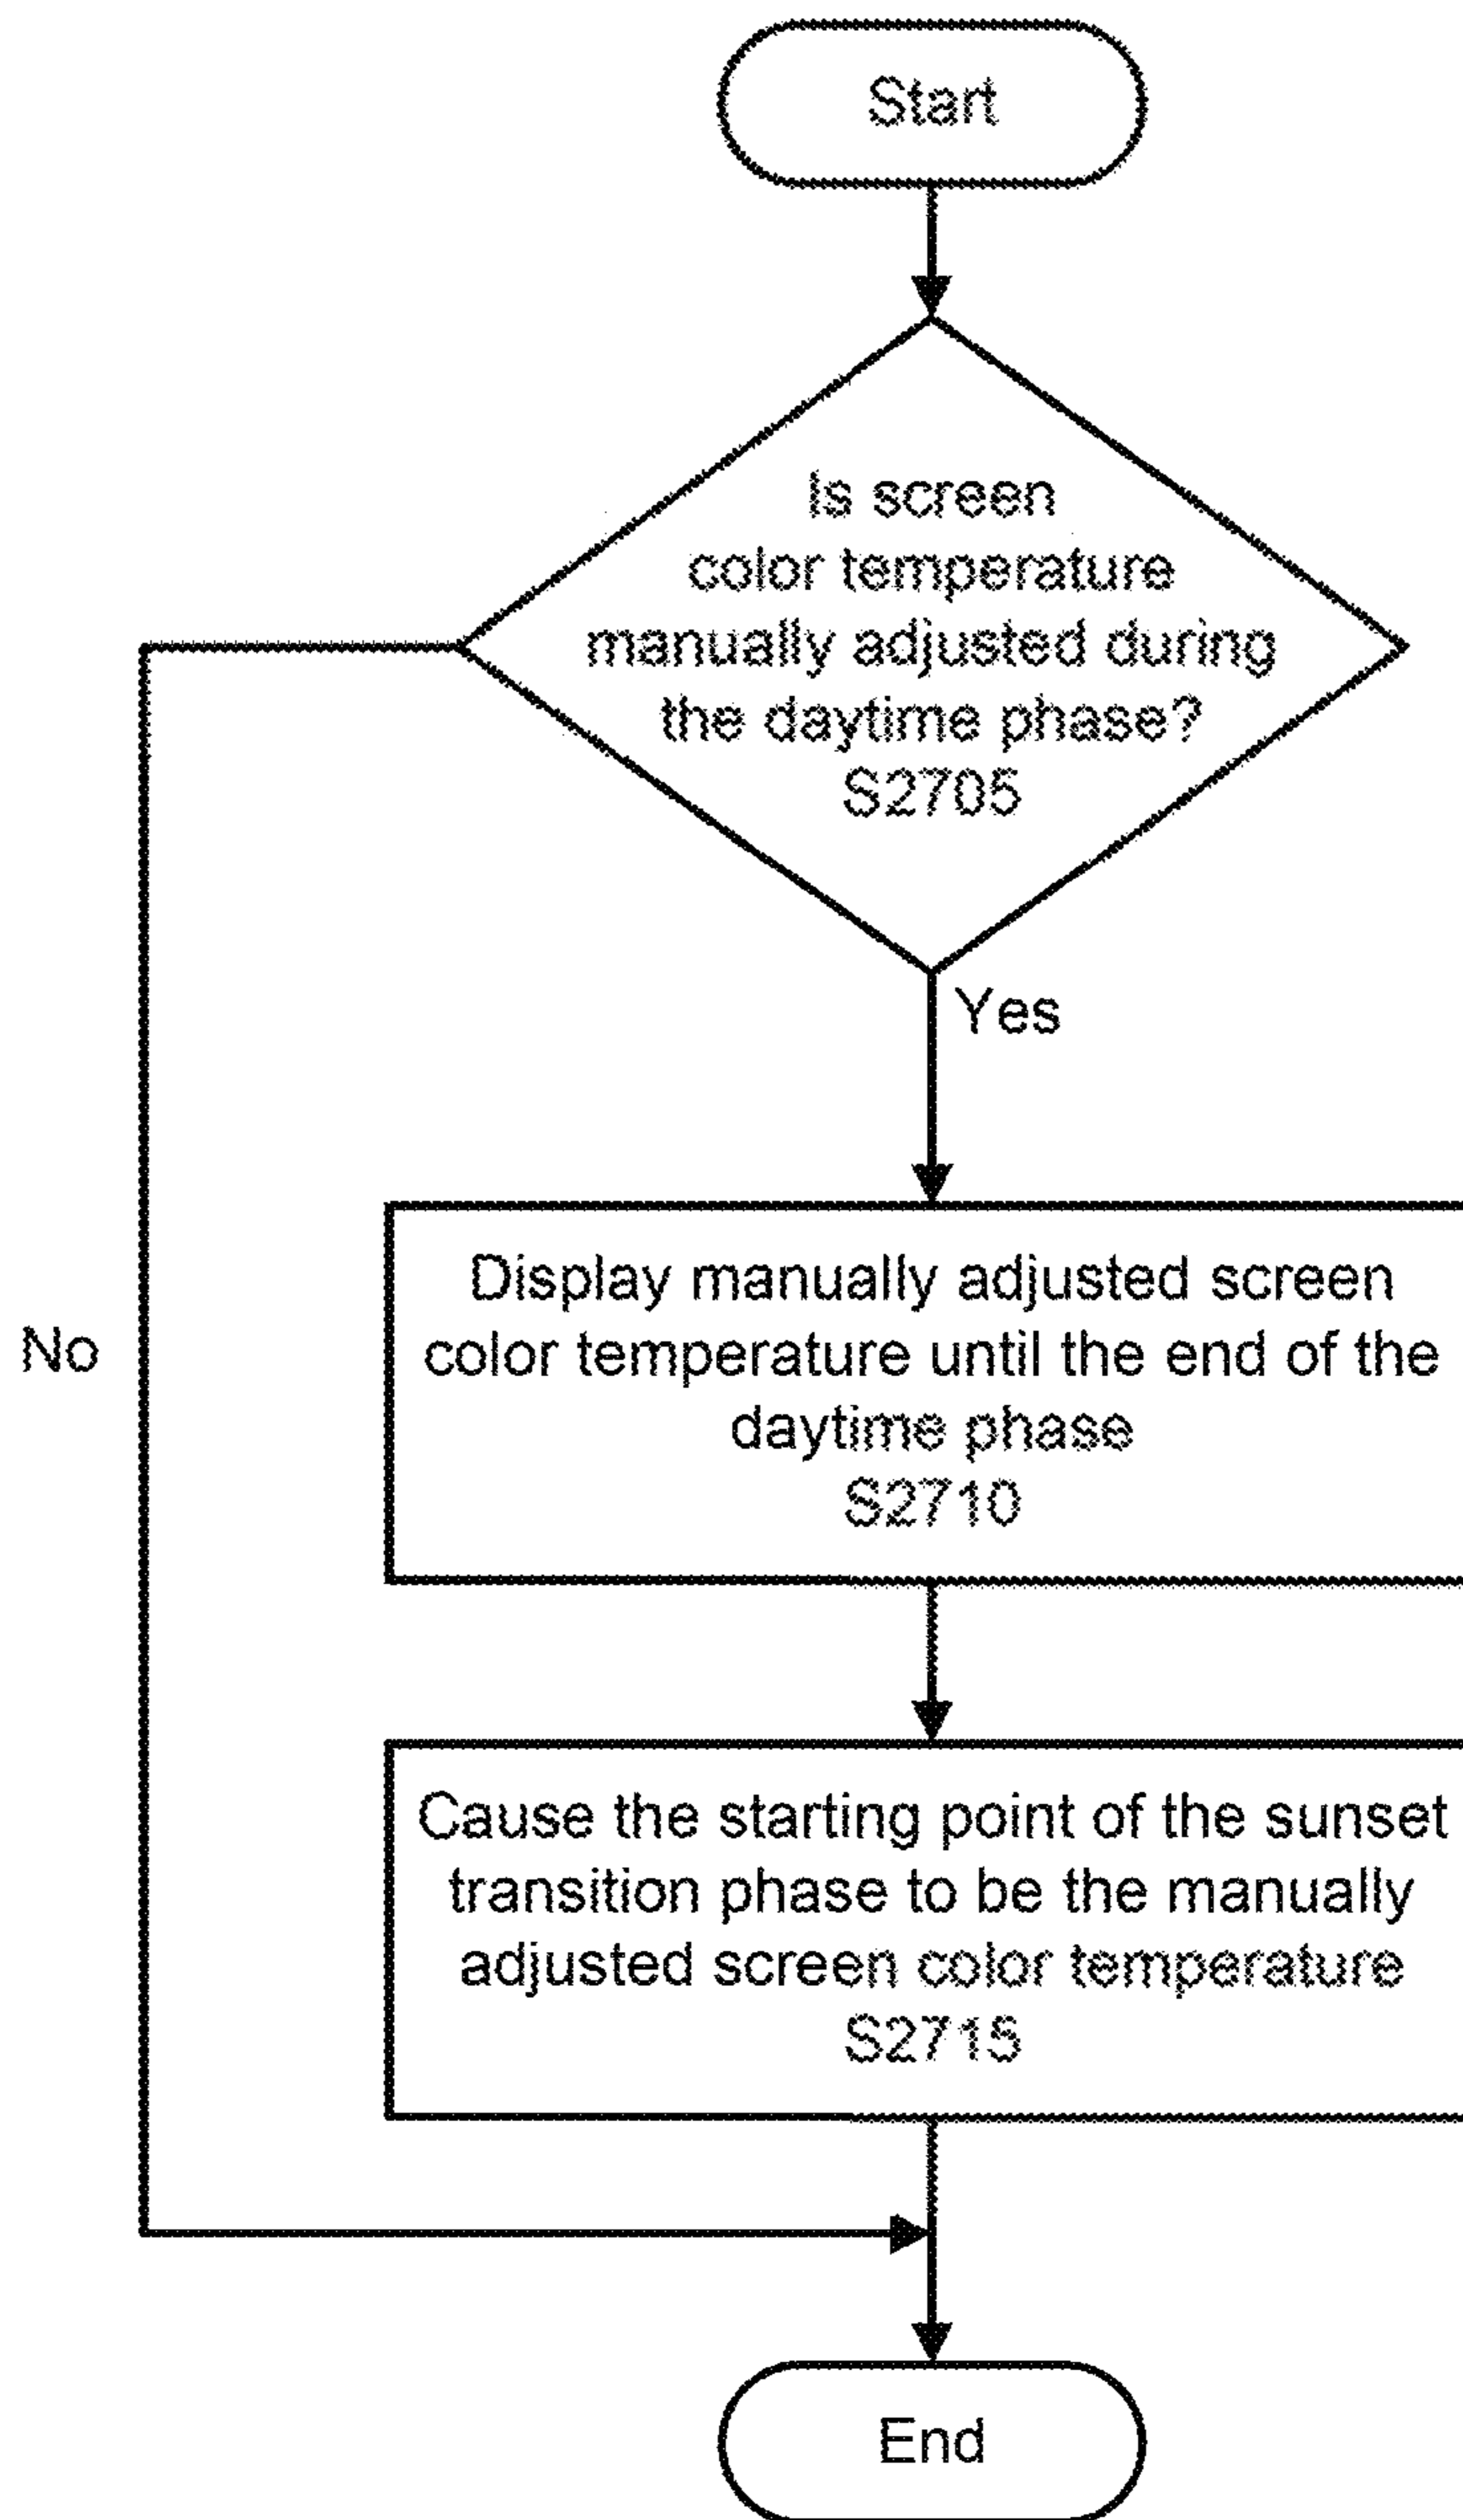 Start
Is screen
color temperature
manually adjusted during
the daytime phase?
S2705
Yes
No
Display manually adjusted screen
color temperature until the end of the
daytime phase
S2710
Cause the starting point of the sunset
transition phase to be the manually
adjusted screen color temperature
S2715
End